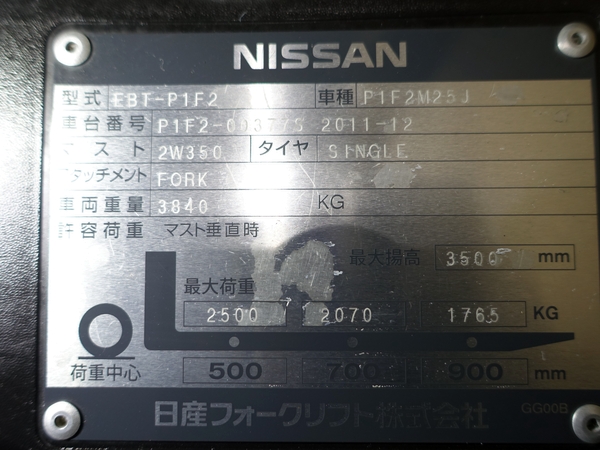 NISSAN
型式 EBT-P1F2 車種 P1F2M25J
車台番号 2011-12
マスト 2W350 タイヤ SINGLE
アタッチメント FORK
車両重量 3840 KG
許容荷重 マスト垂直時
最大揚高 3500 mm
最大荷重
2500 2070 1765 KG
荷重中心 500 700 900 mm
日産フォークリフト株式会社 GG00B